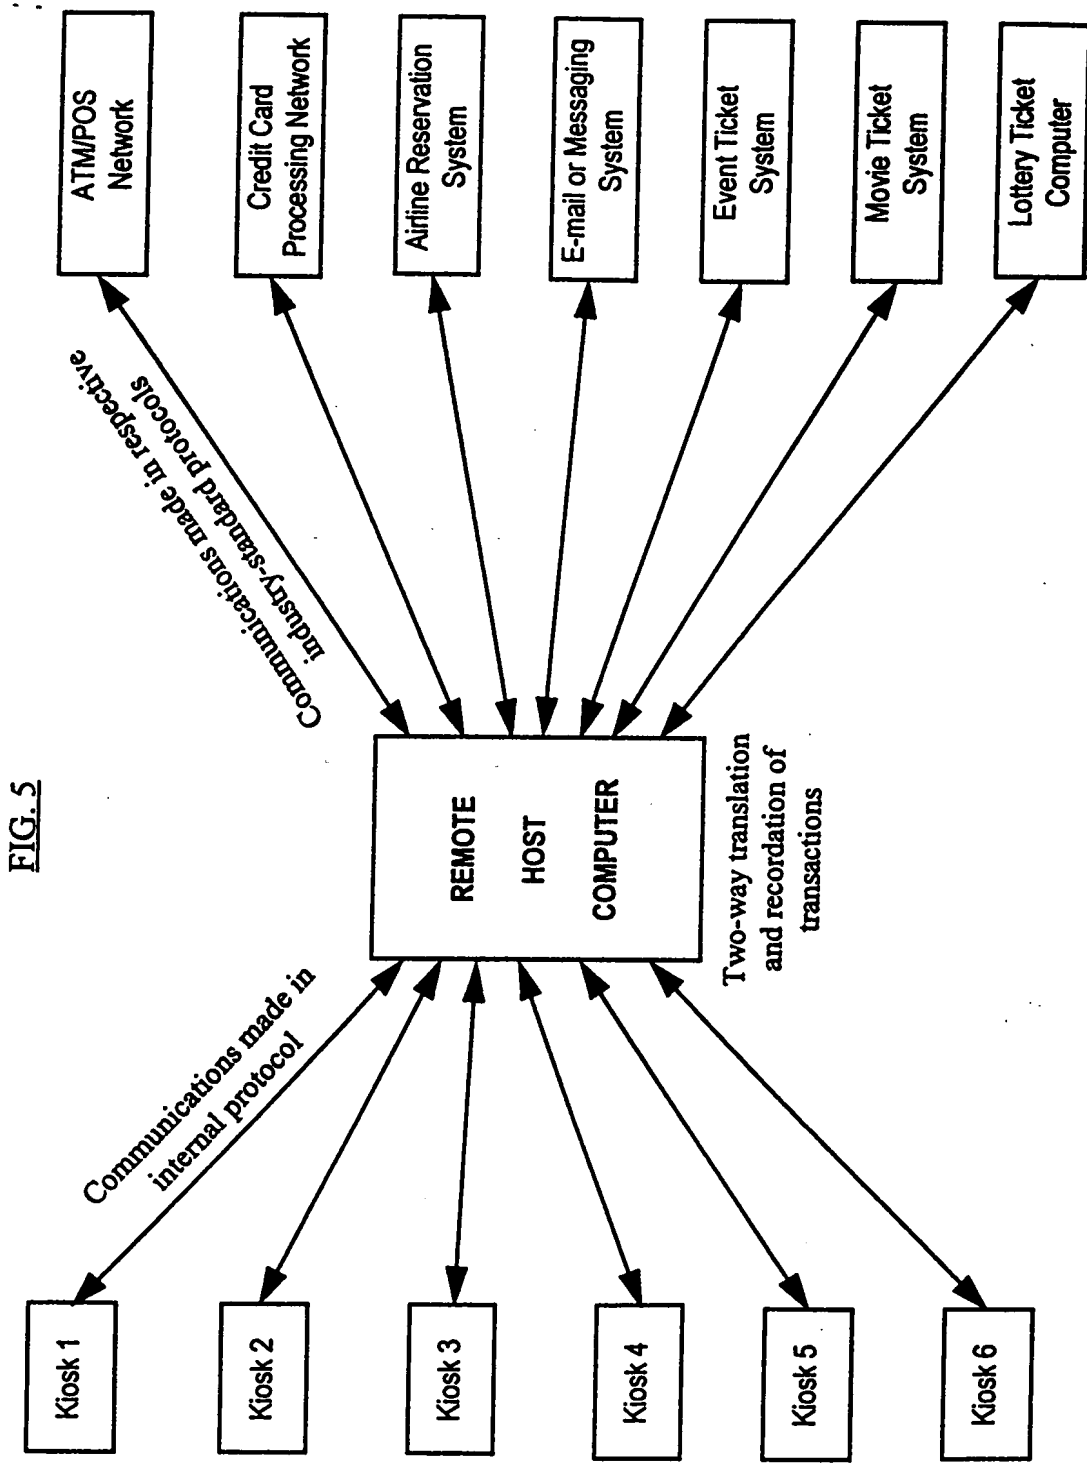 FIG. 5
Kiosk 1
Kiosk 2
Kiosk 3
Kiosk 4
Kiosk 5
Kiosk 6
Communications made in
internal protocol
REMOTE
HOST
COMPUTER
Two-way translation
and recordation of
transactions
Communications made in respective
industry-standard protocols
ATM/POS
Network
Credit Card
Processing Network
Airline Reservation
System
E-mail or Messaging
System
Event Ticket
System
Movie Ticket
System
Lottery Ticket
Computer